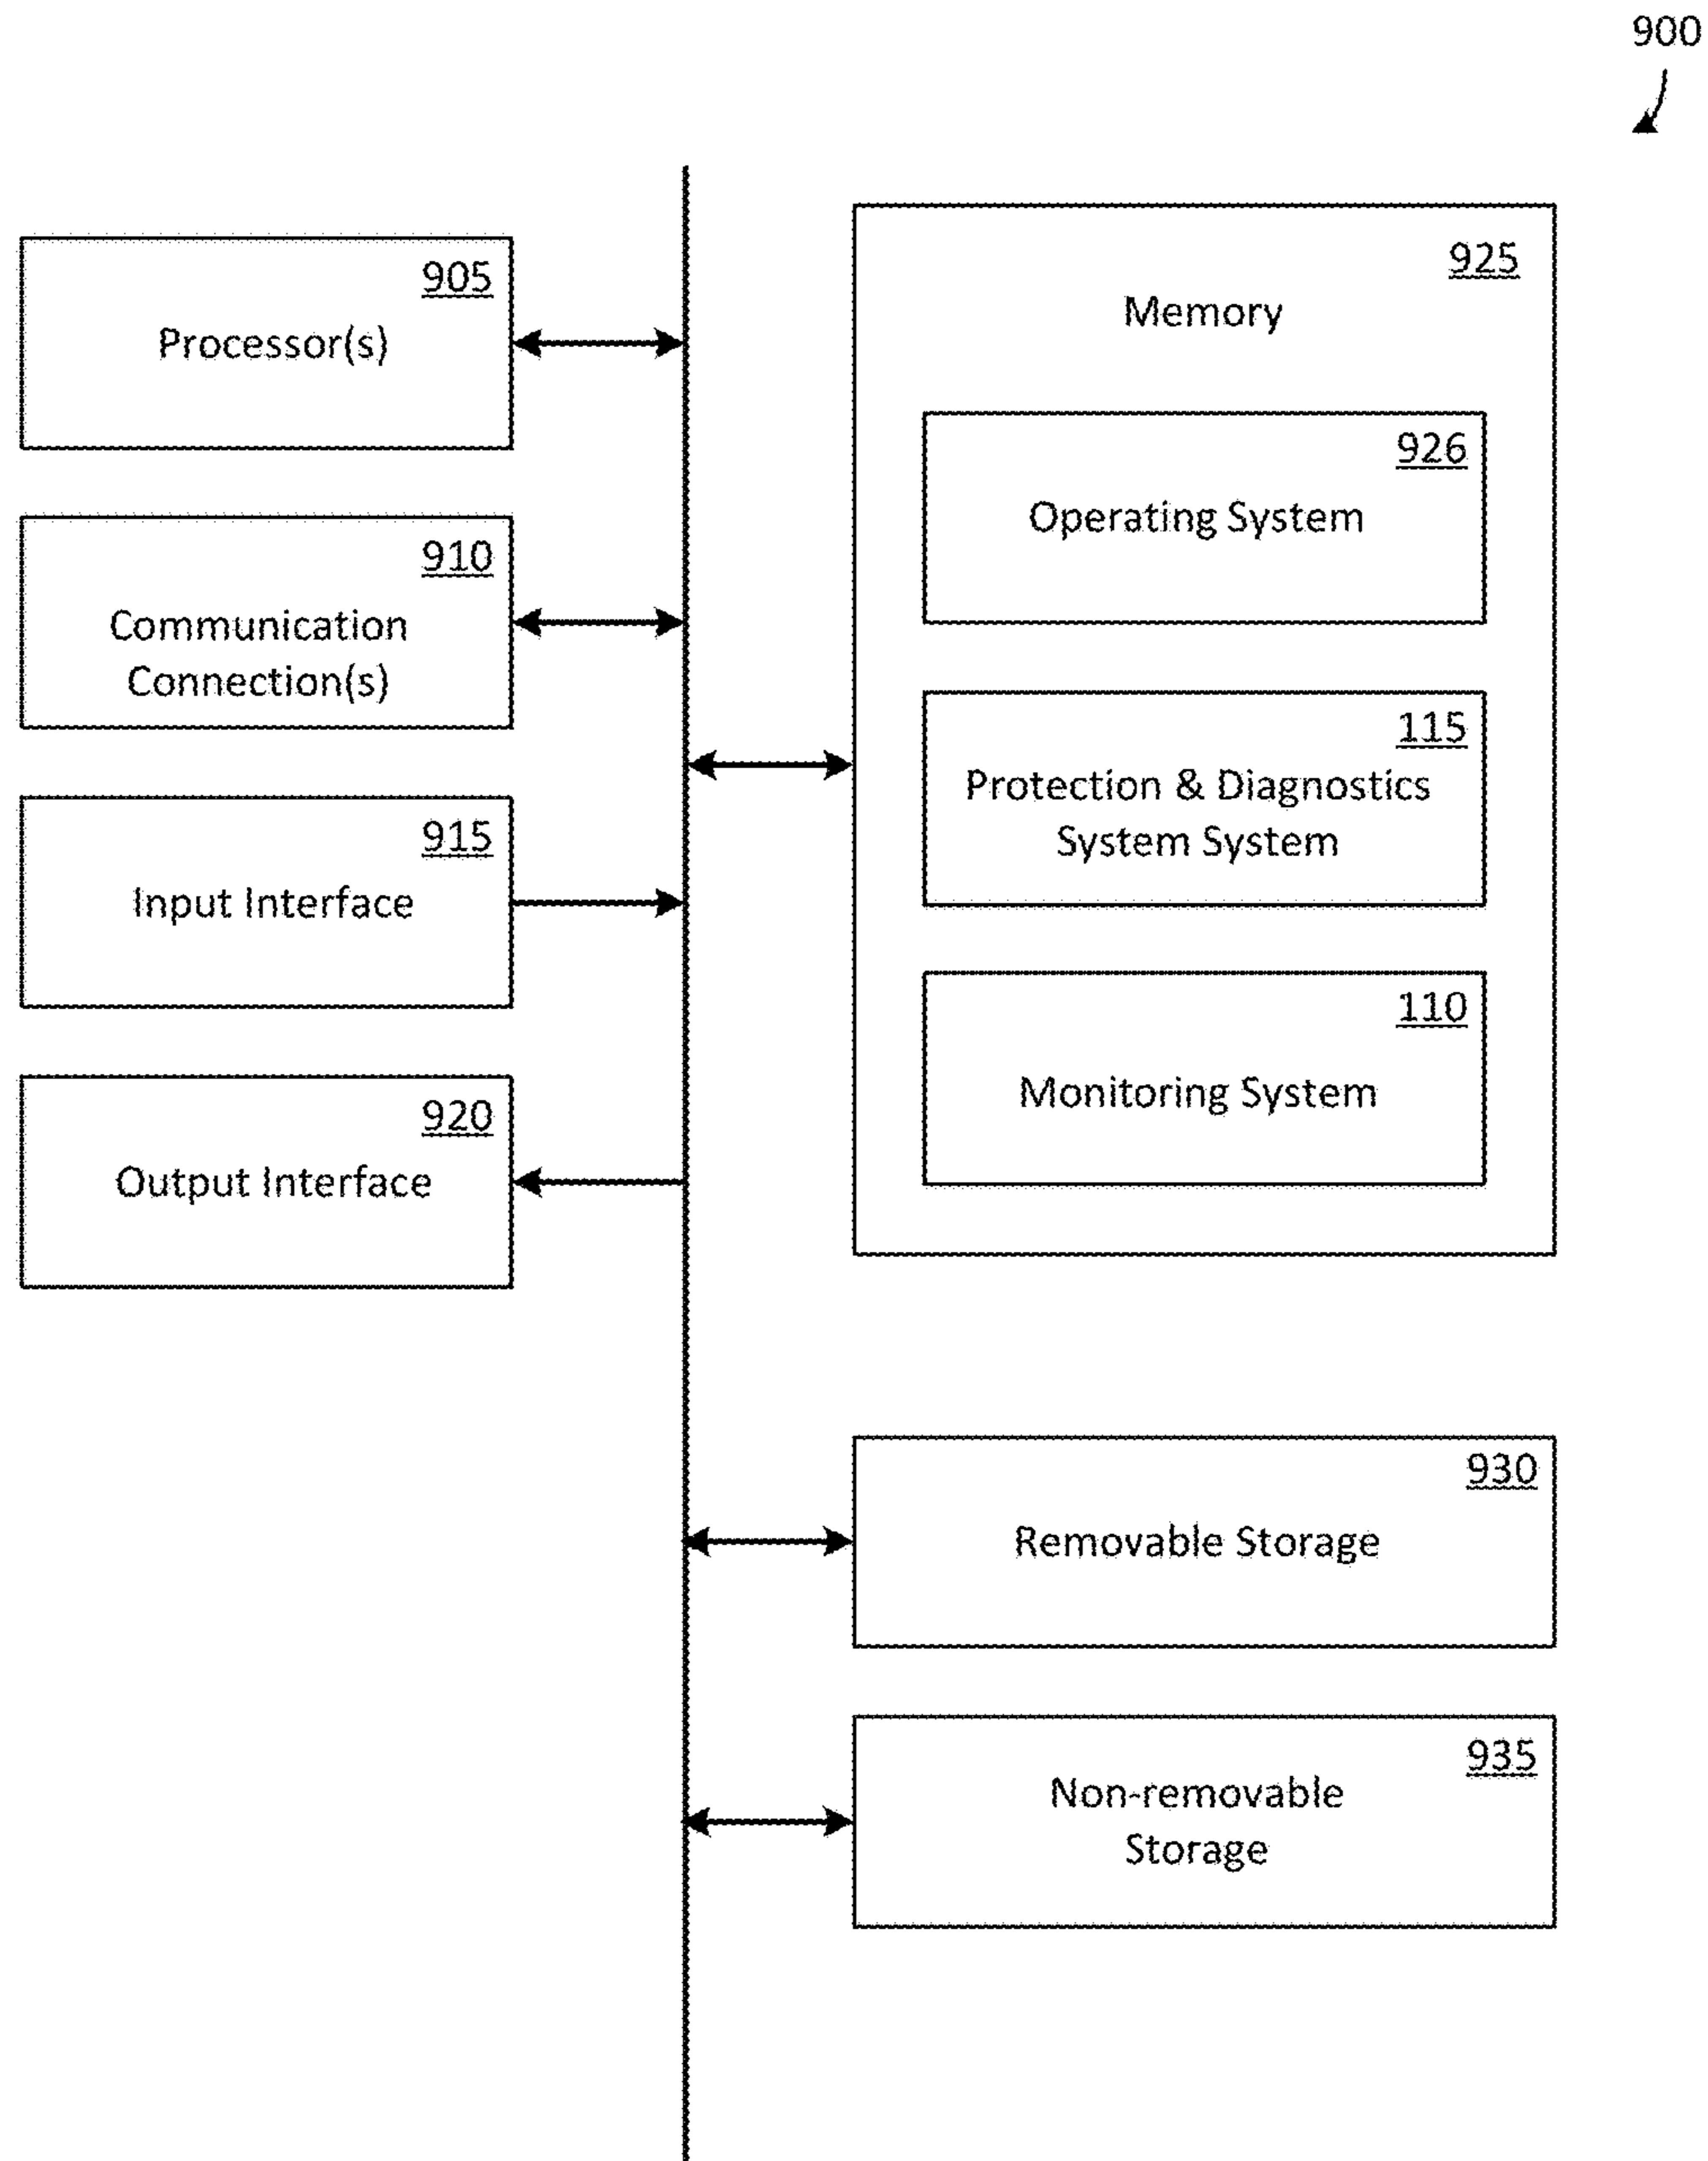 900
905
Processor(s)
910
Communication
Connection(s)
915
Input Interface
920
Output Interface
925
Memory
926
Operating System
115
Protection & Diagnostics
System System
110
Monitoring System
930
Removable Storage
935
Non-removable
Storage